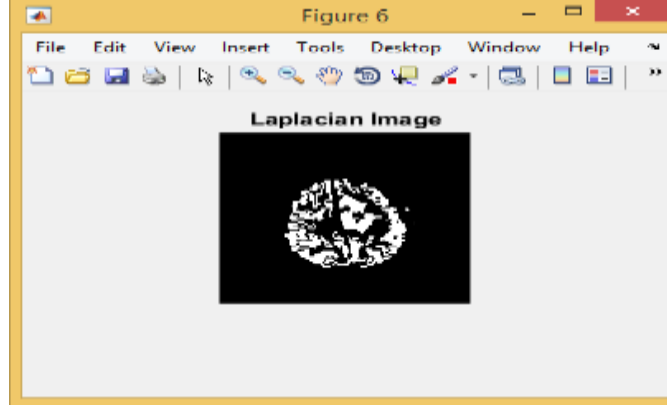 Figure 6
File Edit View Insert Tools Desktop Window Help
Laplacian Image